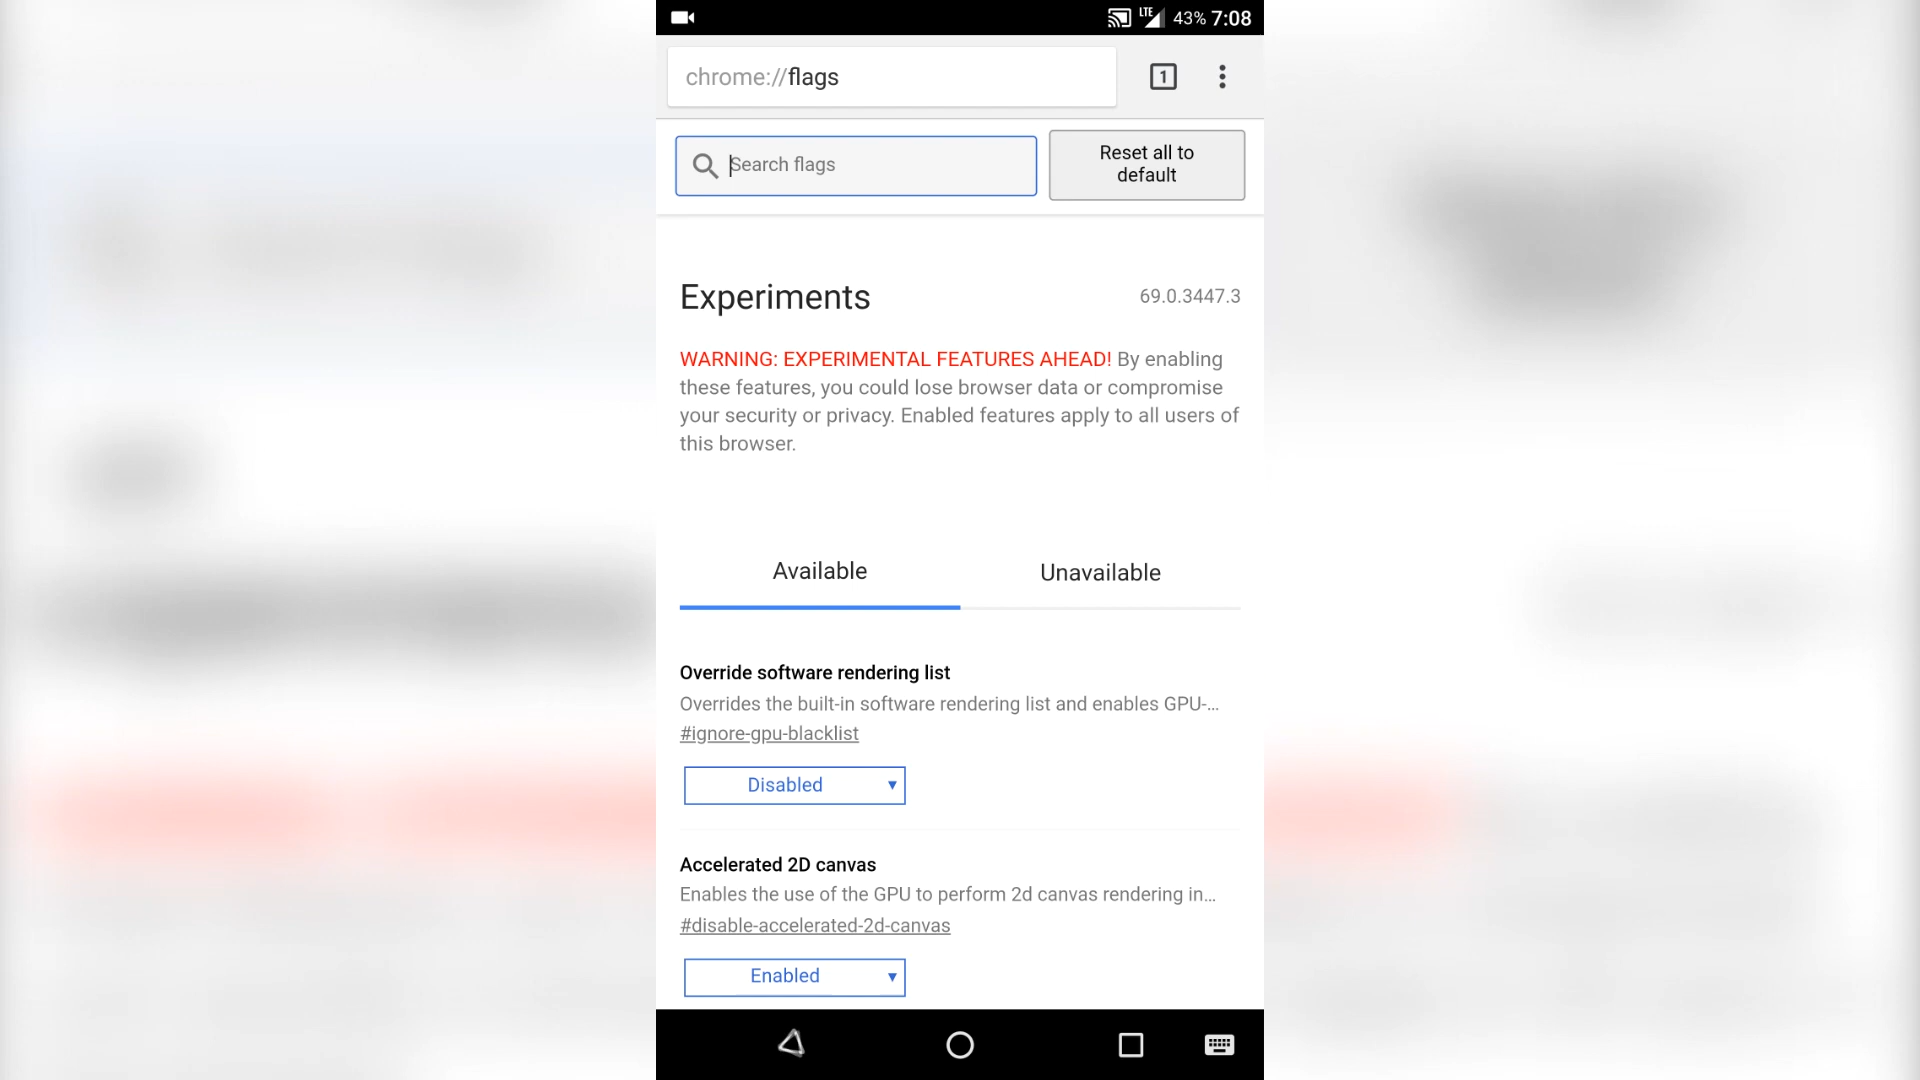 LTE 43% 7:08
chrome://flags
1
Search flags
Reset all to
default
Experiments
69.0.3447.3
WARNING: EXPERIMENTAL FEATURES AHEAD! By enabling
these features, you could lose browser data or compromise
your security or privacy. Enabled features apply to all users of
this browser.
Available
Unavailable
Override software rendering list
Overrides the built-in software rendering list and enables GPU-...
#ignore-gpu-blacklist
Disabled
Accelerated 2D canvas
Enables the use of the GPU to perform 2d canvas rendering in...
#disable-accelerated-2d-canvas
Enabled